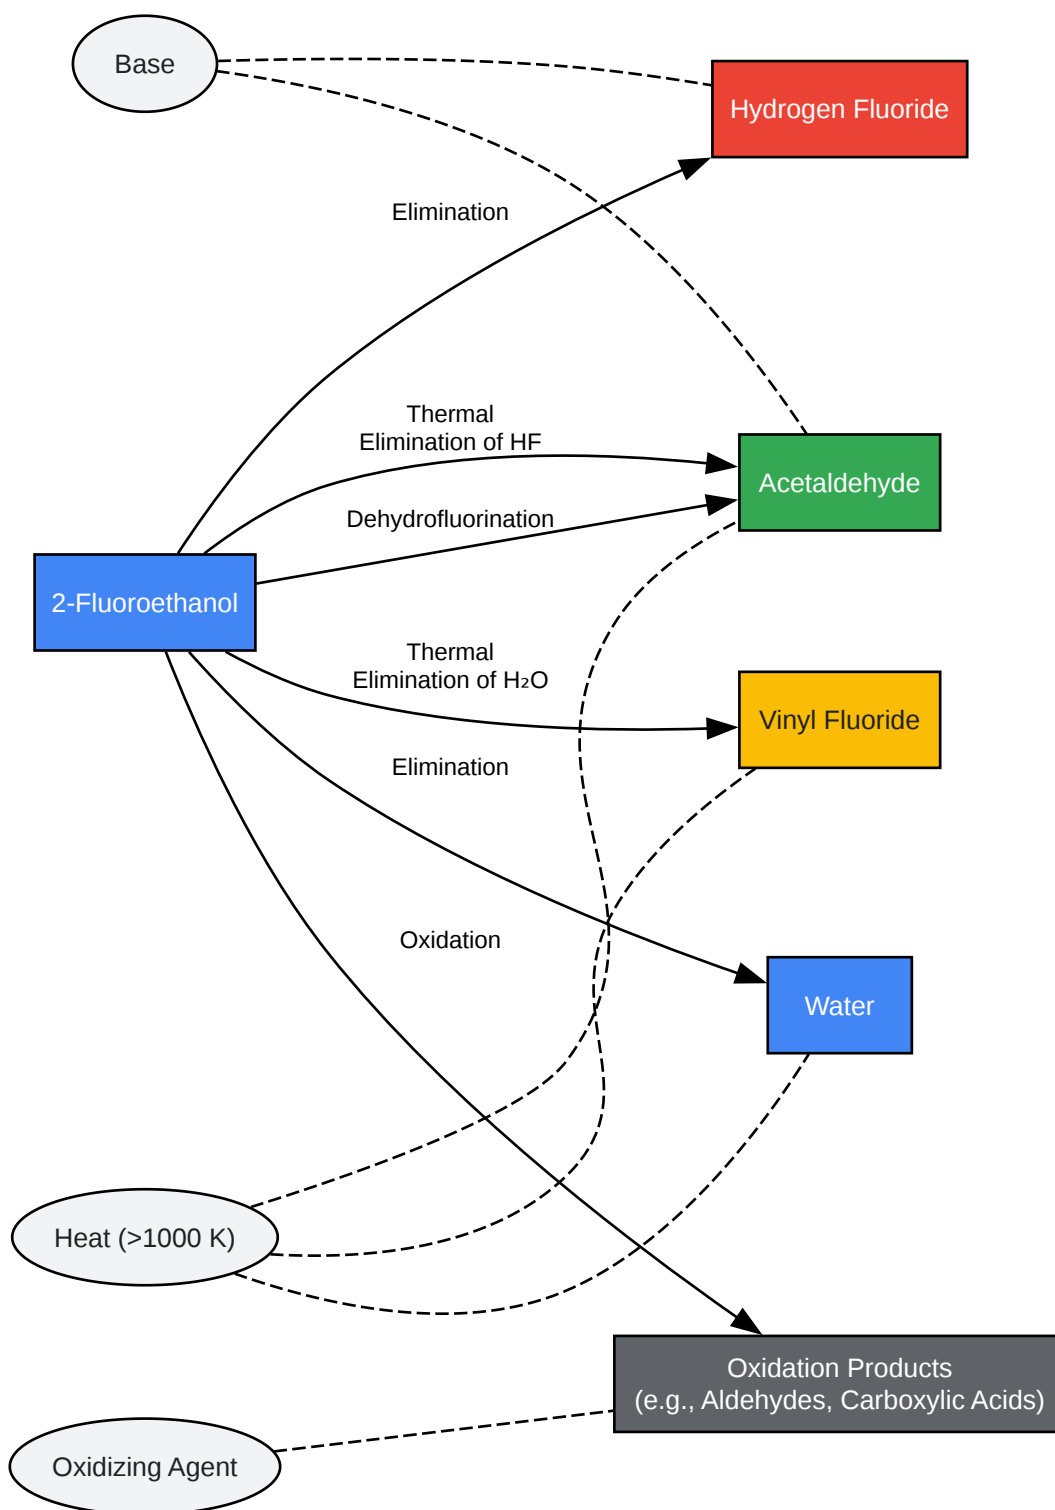 Base
Hydrogen Fluoride
Elimination
Thermal
Elimination of HF
Acetaldehyde
Dehydrofluorination
2-Fluoroethanol
Thermal
Elimination of H₂O
Vinyl Fluoride
Elimination
Oxidation
Water
Heat (>1000 K)
Oxidation Products
(e.g., Aldehydes, Carboxylic Acids)
Oxidizing Agent